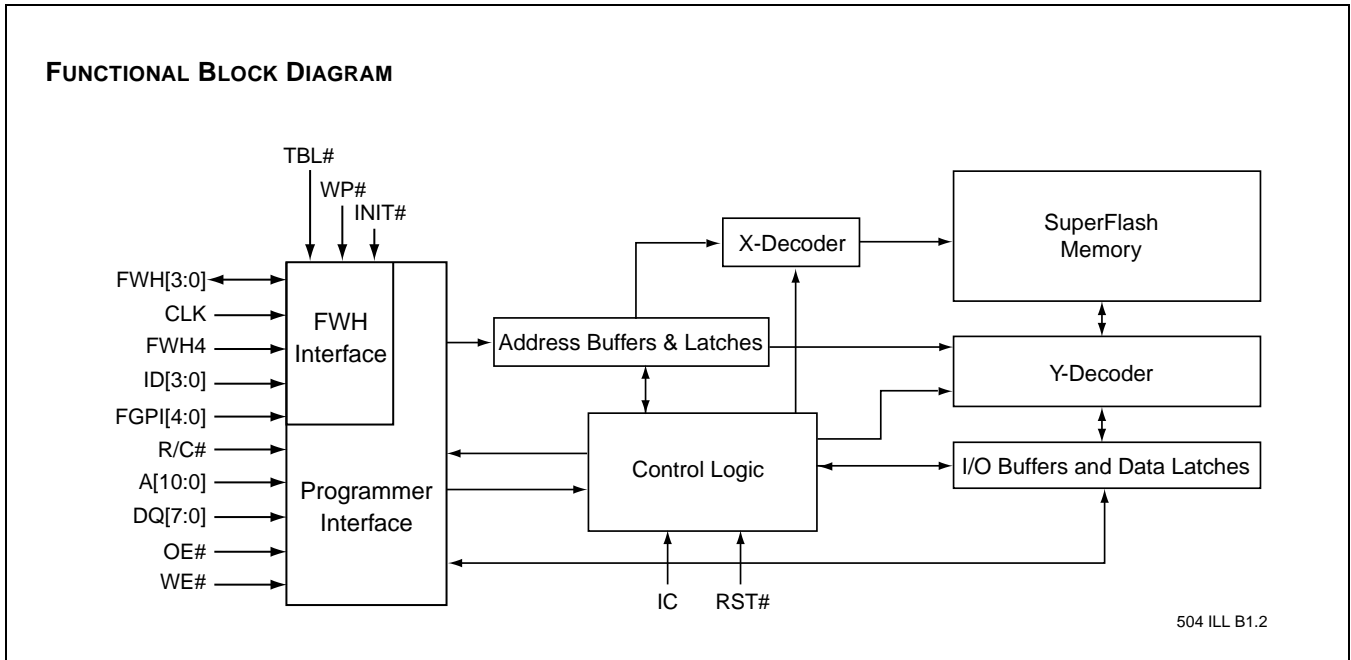 FUNCTIONAL BLOCK DIAGRAM
TBL#
WP#
INIT#
FWH[3:0]
CLK
FWH4
ID[3:0]
FGPI[4:0]
R/C#
A[10:0]
DQ[7:0]
OE#
WE#
FWH
Interface
Programmer
Interface
Address Buffers & Latches
X-Decoder
SuperFlash
Memory
Y-Decoder
Control Logic
I/O Buffers and Data Latches
IC
RST#
504 ILL B1.2